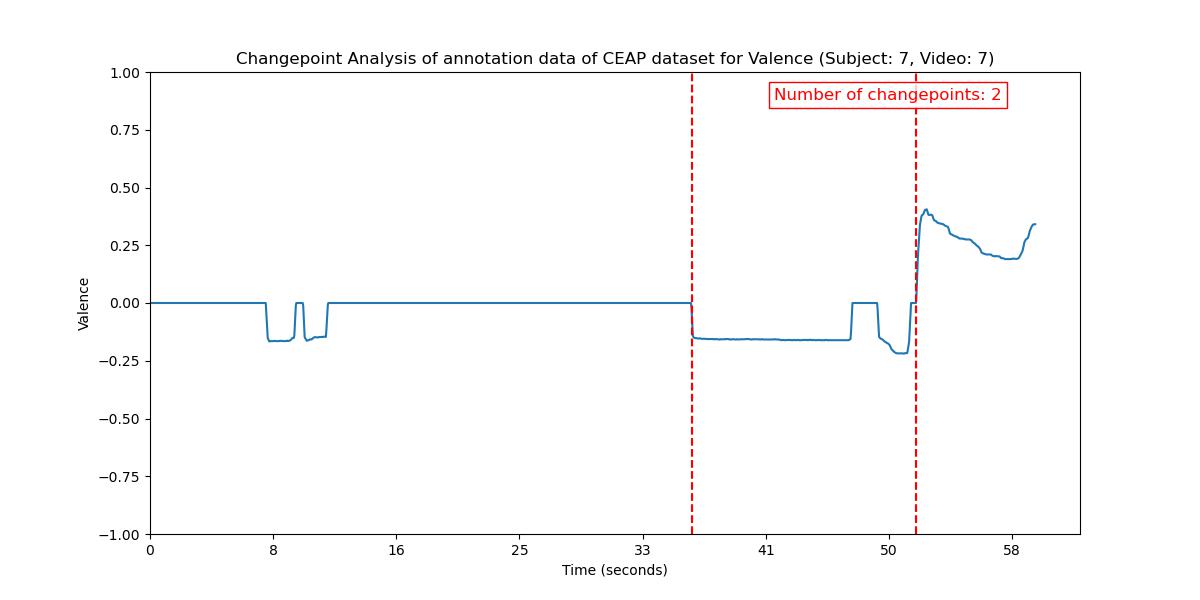 Changepoint Analysis of annotation data of CEAP dataset for Valence (Subject: 7, Video: 7)
Number of changepoints: 2
1.00
0.75
0.50
0.25
0.00
−0.25
−0.50
−0.75
−1.00
Valence
0 8 16 25 33 41 50 58
Time (seconds)